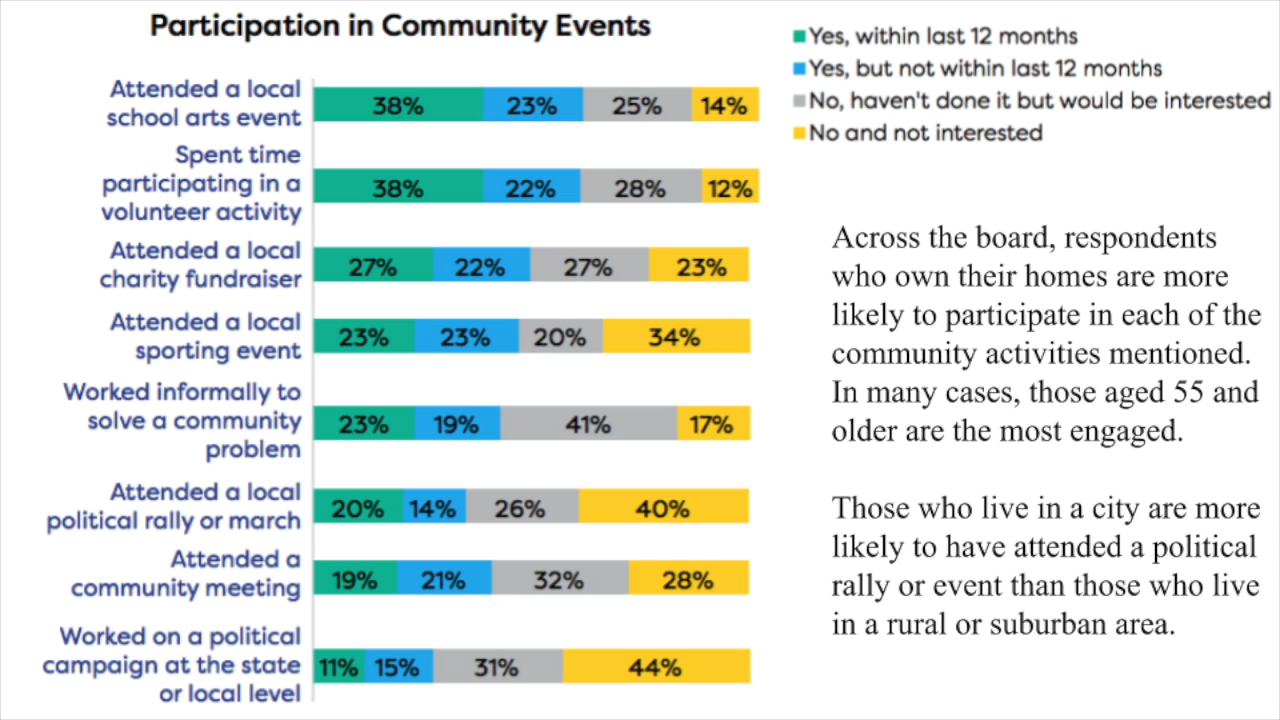 Participation in Community Events
Yes, within last 12 months
Yes, but not within last 12 months
No, haven't done it but would be interested
No and not interested
Attended a local
school arts event
38% 23% 25% 14%
Spent time
participating in a
volunteer activity
38% 22% 28% 12%
Attended a local
charity fundraiser
27% 22% 27% 23%
Attended a local
sporting event
23% 23% 20% 34%
Worked informally to
solve a community
problem
23% 19% 41% 17%
Attended a local
political rally or march
20% 14% 26% 40%
Attended a
community meeting
19% 21% 32% 28%
Worked on a political
campaign at the state
or local level
11% 15% 31% 44%
Across the board, respondents
who own their homes are more
likely to participate in each of the
community activities mentioned.
In many cases, those aged 55 and
older are the most engaged.
Those who live in a city are more
likely to have attended a political
rally or event than those who live
in a rural or suburban area.